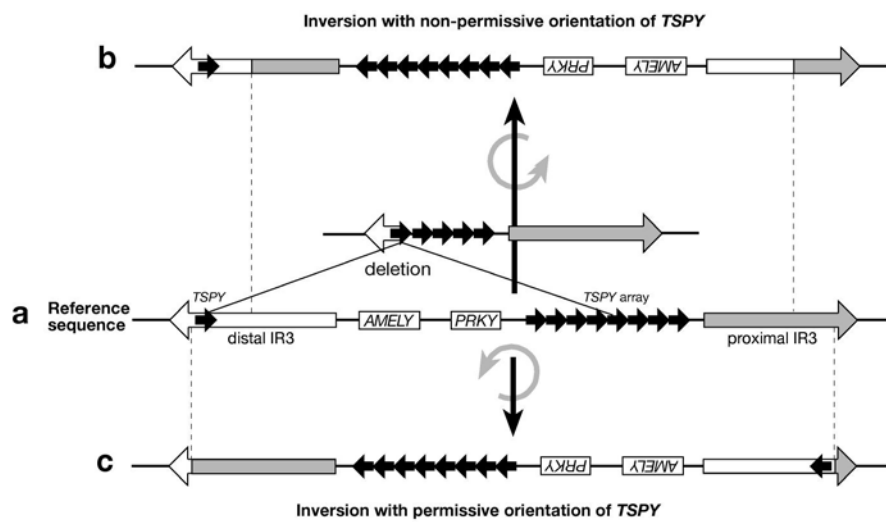 Inversion with non-permissive orientation of TSPY
b
PRKY AMELY
deletion
TSPY TSPY array
a Reference sequence
AMELY PRKY
distal IR3 proximal IR3
c
PRKY AMELY
Inversion with permissive orientation of TSPY